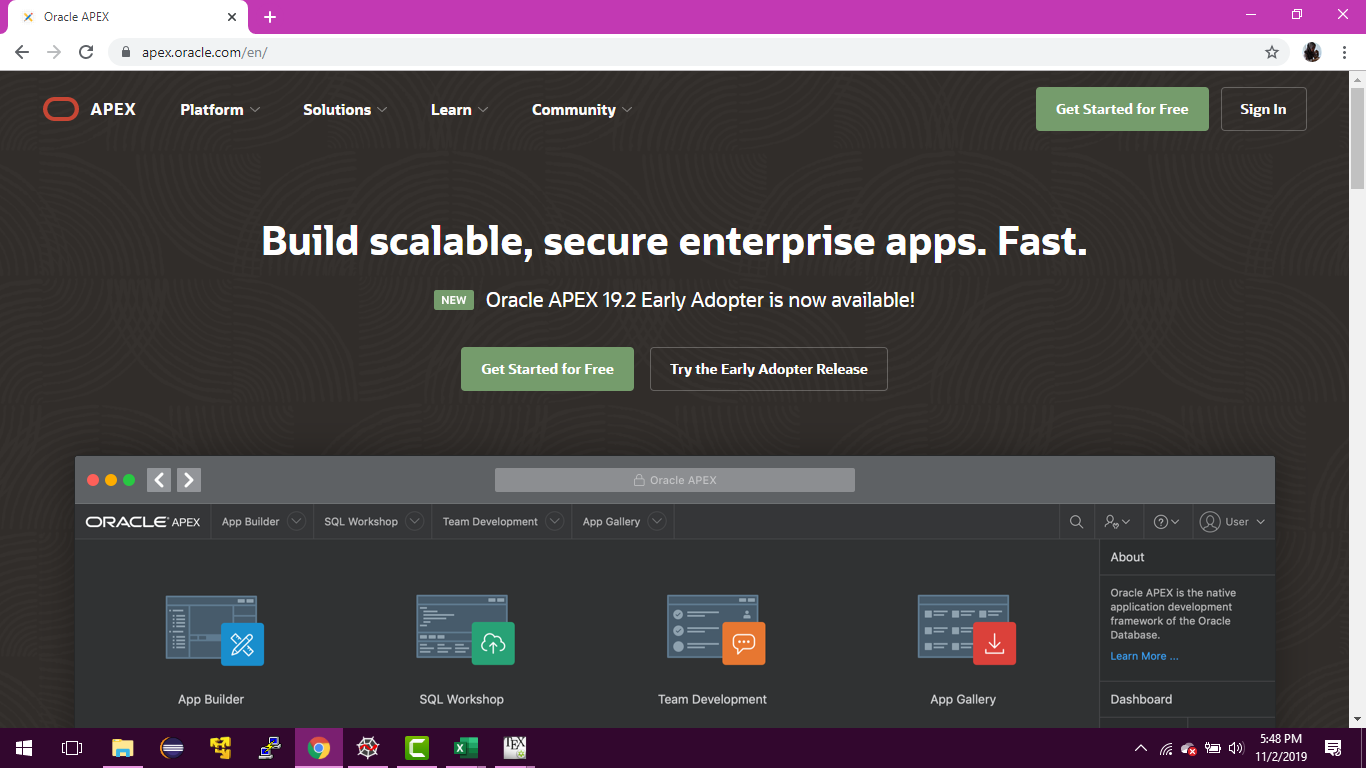 Oracle APEX
apex.oracle.com/en/
APEX Platform Solutions Learn Community Get Started for Free Sign In
Build scalable, secure enterprise apps. Fast.
NEW Oracle APEX 19.2 Early Adopter is now available!
Get Started for Free Try the Early Adopter Release
Oracle APEX
ORACLE APEX App Builder SQL Workshop Team Development App Gallery User
About
Oracle APEX is the native
application development
framework of the Oracle
Database.
Learn More ...
App Builder SQL Workshop Team Development App Gallery Dashboard
TEX
5:48 PM
11/2/2019